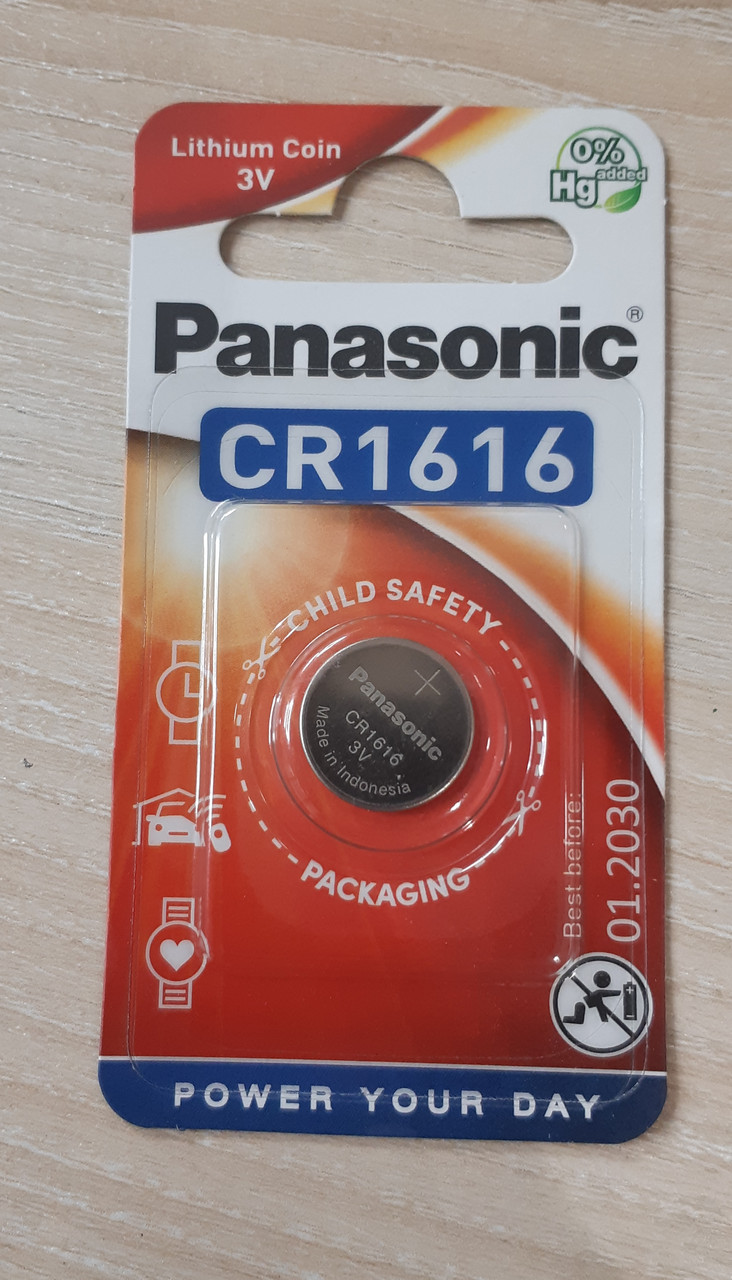 Lithium Coin
3V
0%
Hg added
Panasonic®
CR1616
CHILD SAFETY
Panasonic
CR1616
3V
Made in Indonesia
PACKAGING
Best before:
01.2030
POWER YOUR DAY